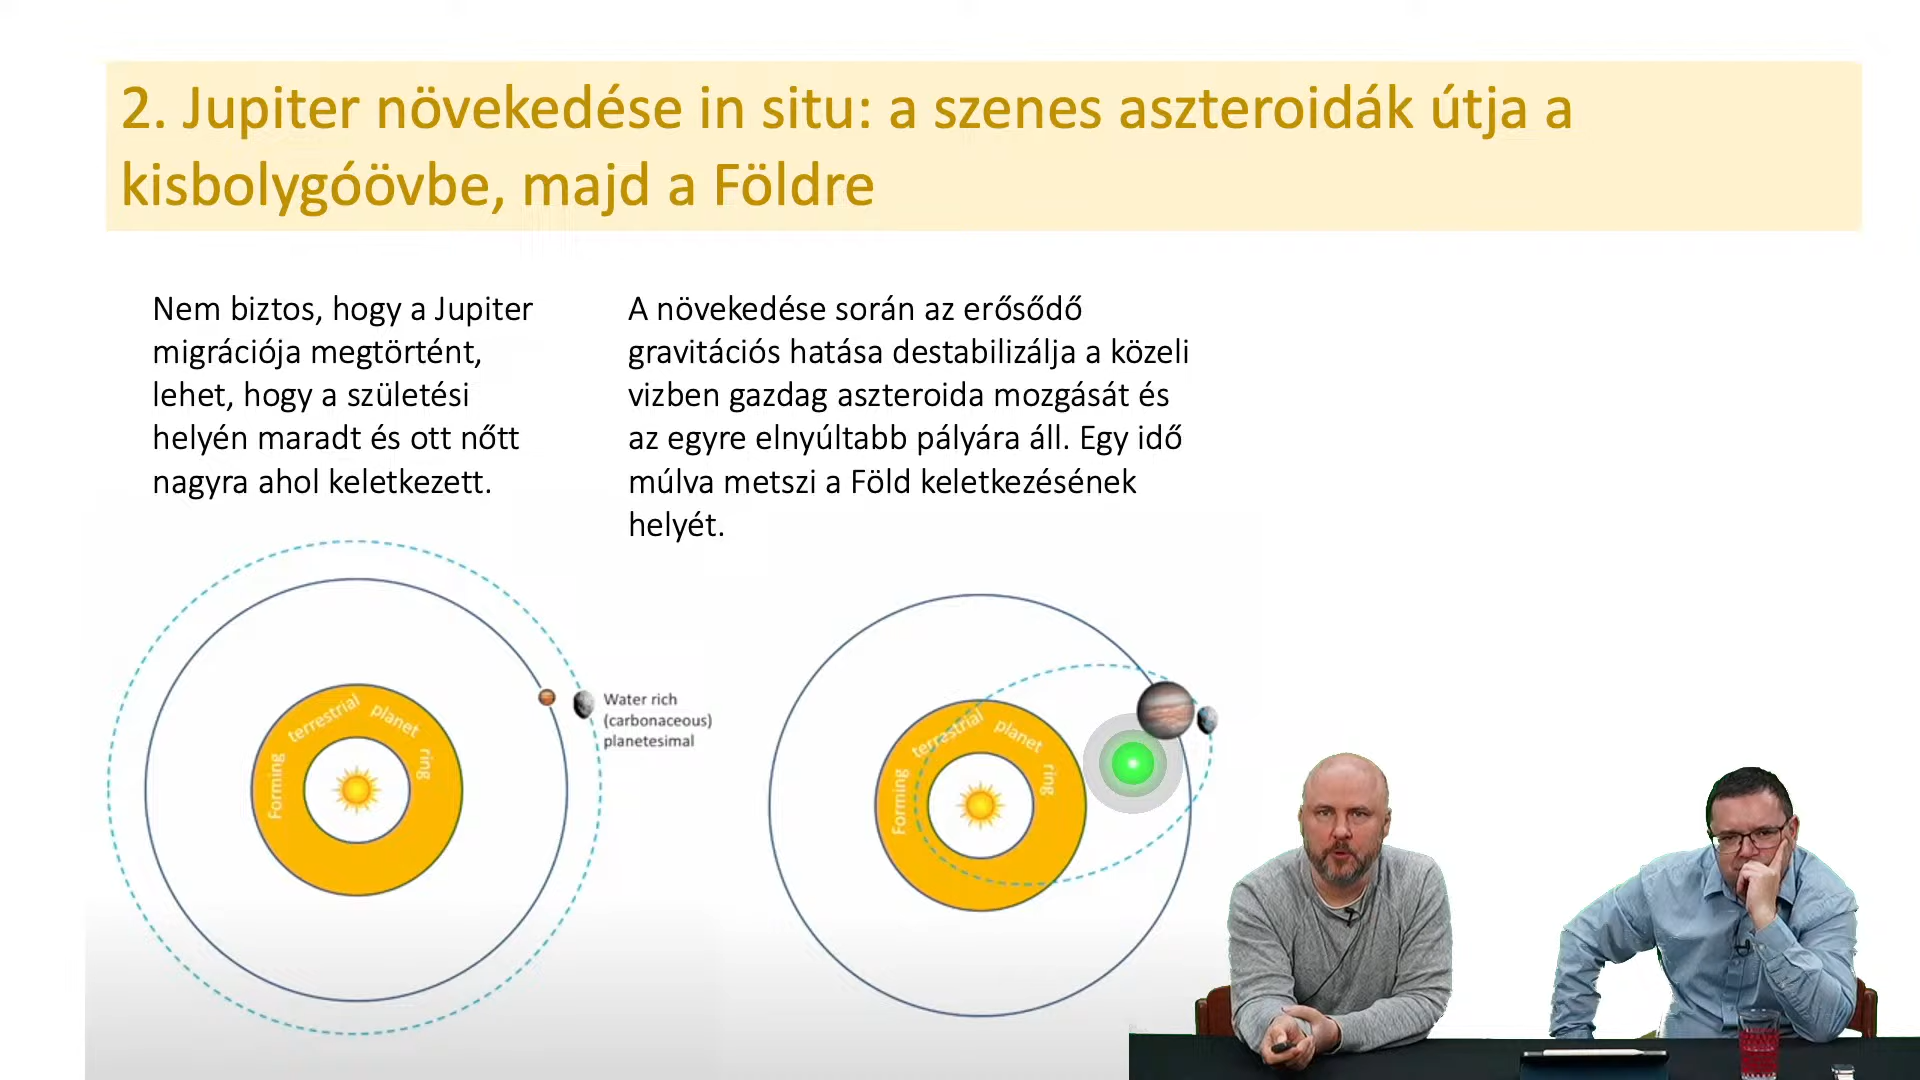 2. Jupiter növekedése in situ: a szenes aszteroidák útja a
kisbolygóövbe, majd a Földre
Nem biztos, hogy a Jupiter
migrációja megtörtént,
lehet, hogy a születési
helyén maradt és ott nőtt
nagyra ahol keletkezett.
A növekedése során az erősödő
gravitációs hatása destabilizálja a közeli
vizben gazdag aszteroida mozgását és
az egyre elnyúltabb pályára áll. Egy idő
múlva metszi a Föld keletkezésének
helyét.
Forming terrestrial planet ring
Water rich
(carbonaceous)
planetesimal
Forming terrestrial planet ring